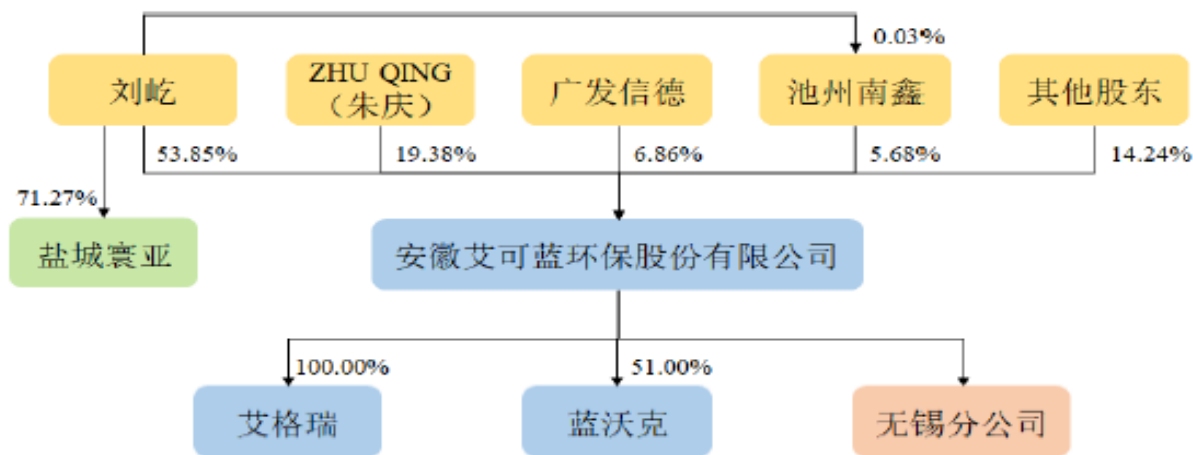 0.03%
刘屹
ZHU QING
（朱庆）
广发信德
池州南鑫
其他股东
53.85%
19.38%
6.86%
5.68%
14.24%
71.27%
盐城寰亚
安徽艾可蓝环保股份有限公司
100.00%
51.00%
艾格瑞
蓝沃克
无锡分公司